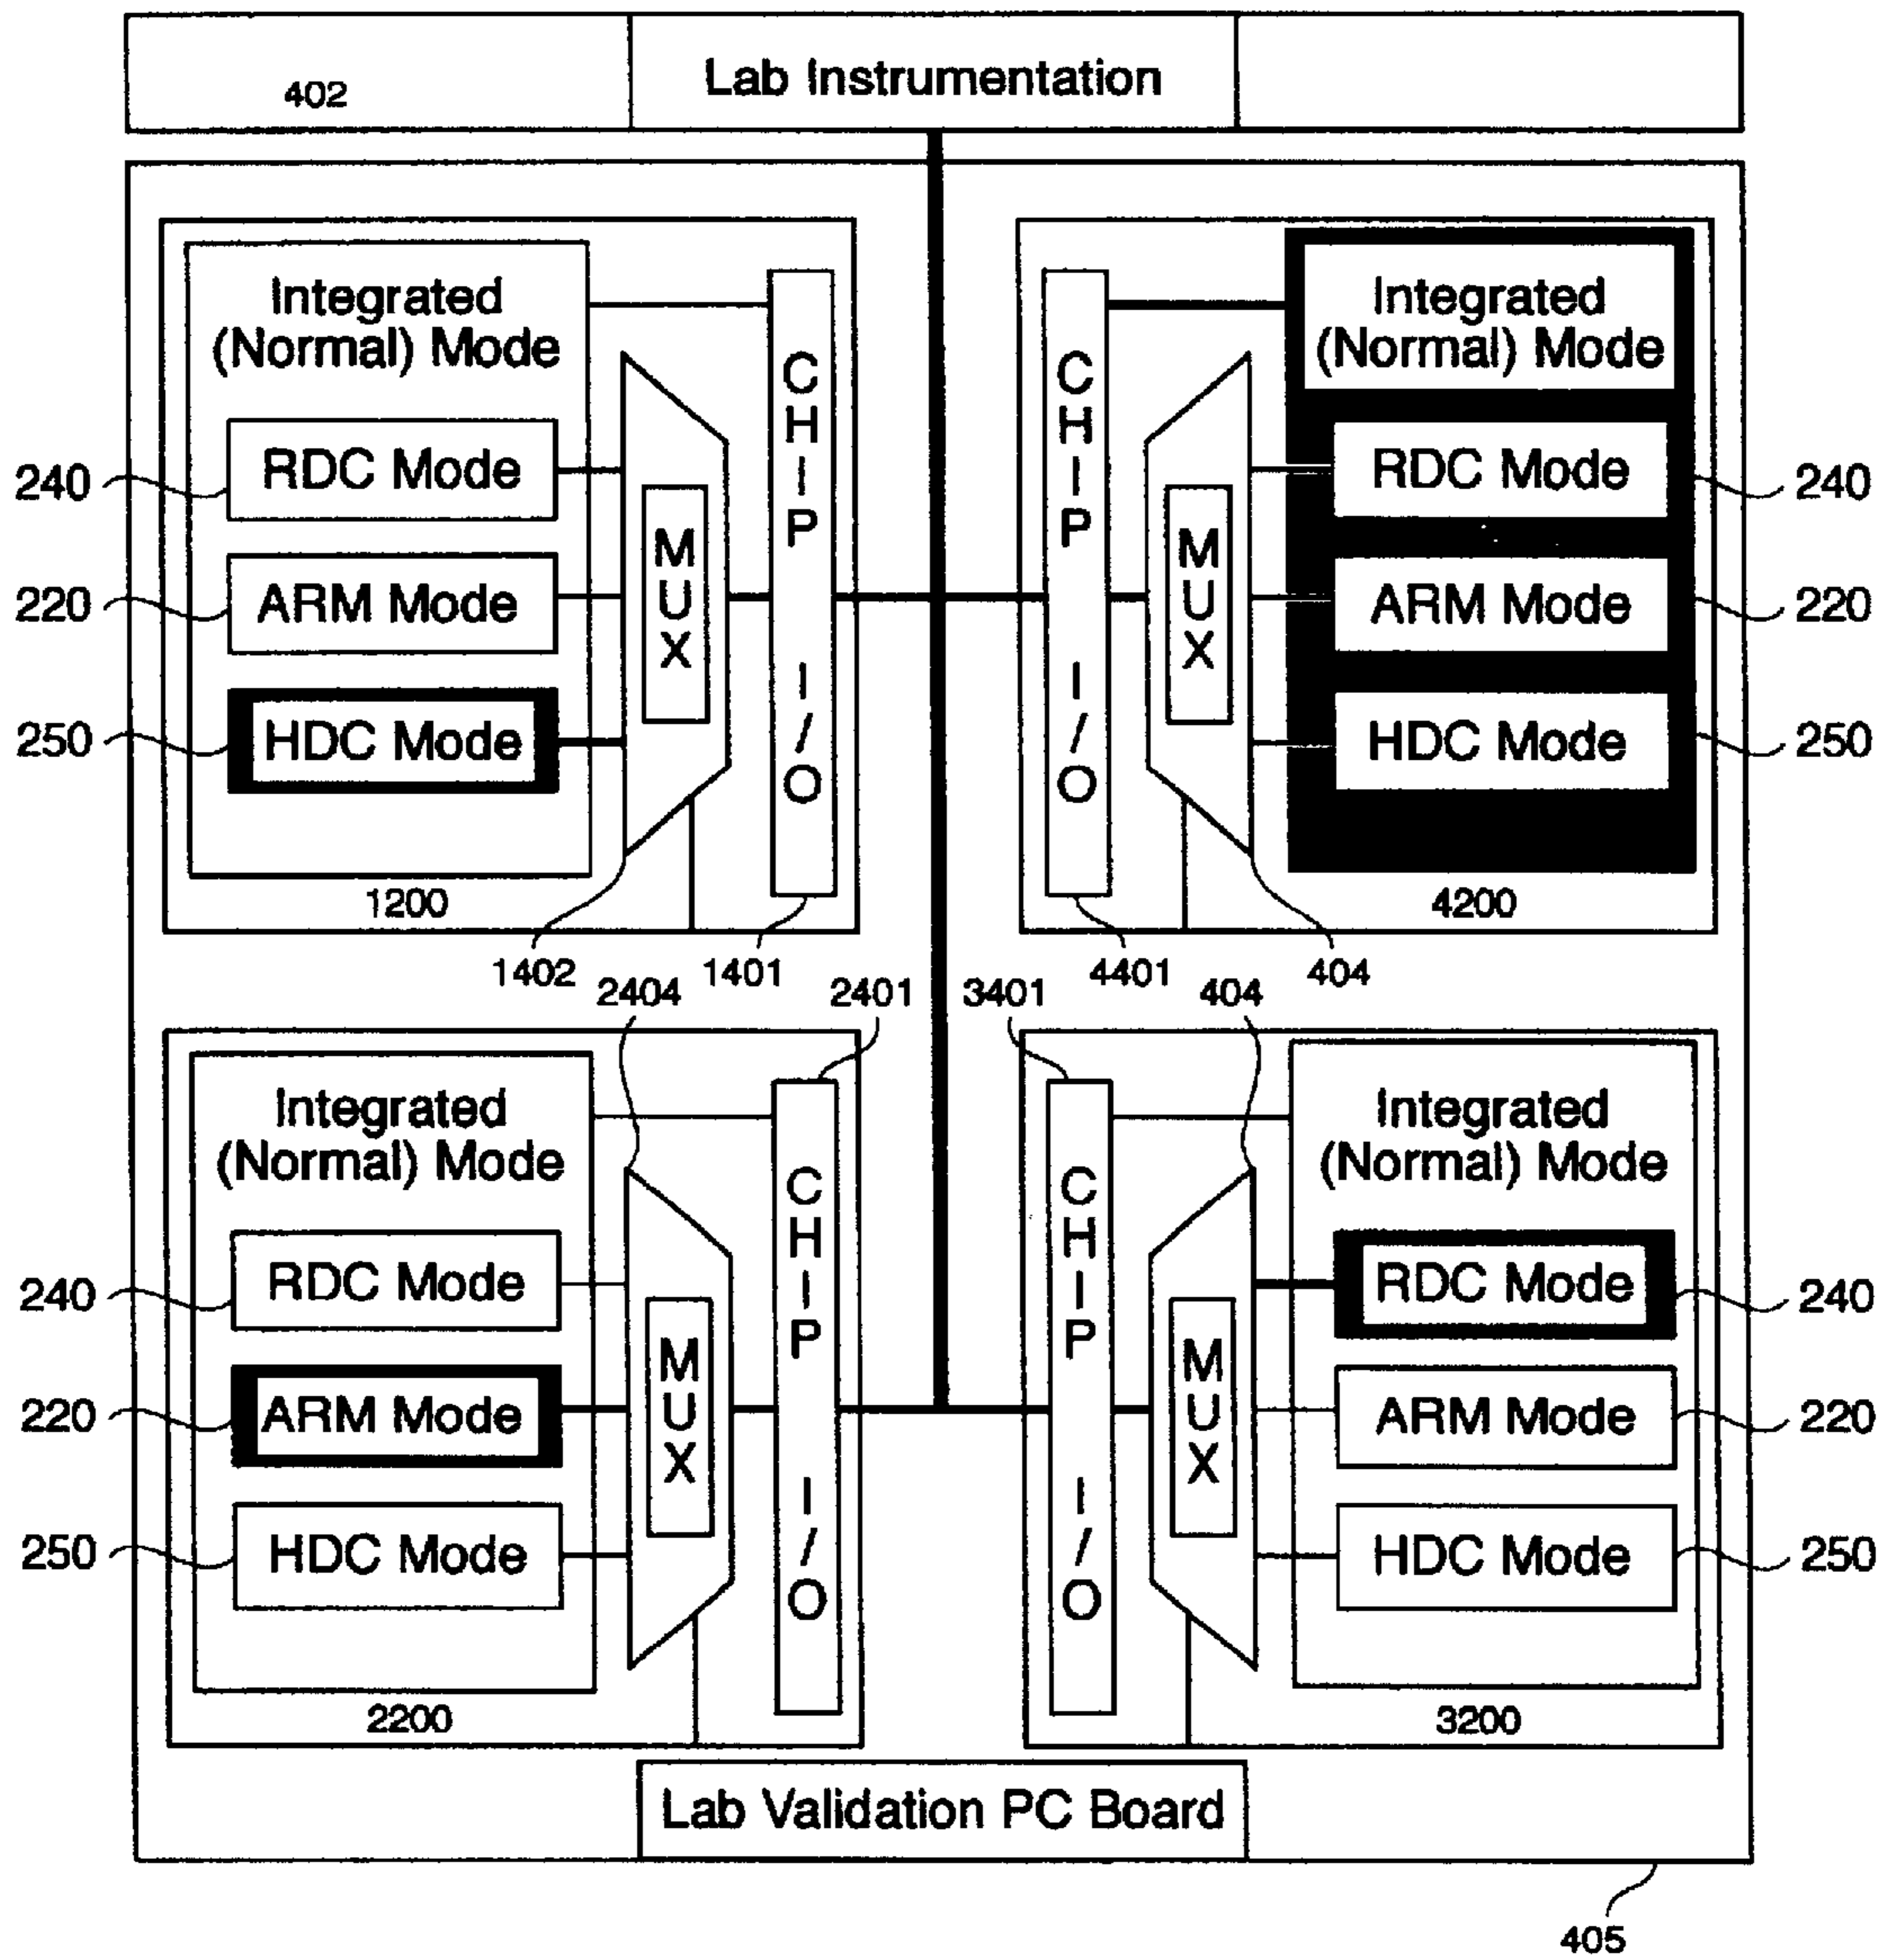 Lab Instrumentation
402
Integrated
(Normal) Mode
RDC Mode
ARM Mode
HDC Mode
240
220
250
MUX
CHIP I/O
1200
1402
1401
Integrated
(Normal) Mode
RDC Mode
ARM Mode
HDC Mode
240
220
250
MUX
CHIP I/O
4200
4401
404
2404
2401
Integrated
(Normal) Mode
RDC Mode
ARM Mode
HDC Mode
240
220
250
MUX
CHIP I/O
2200
3401
404
Integrated
(Normal) Mode
RDC Mode
ARM Mode
HDC Mode
240
220
250
MUX
CHIP I/O
3200
Lab Validation PC Board
405